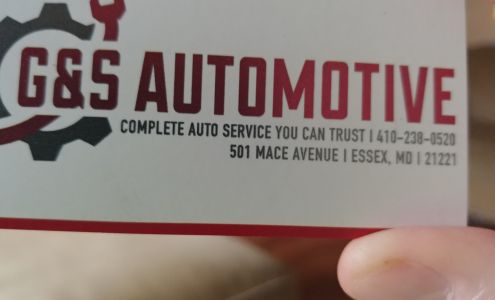 G&S AUTOMOTIVE
COMPLETE AUTO SERVICE YOU CAN TRUST | 410-238-0520
501 MACE AVENUE | ESSEX, MD | 21221